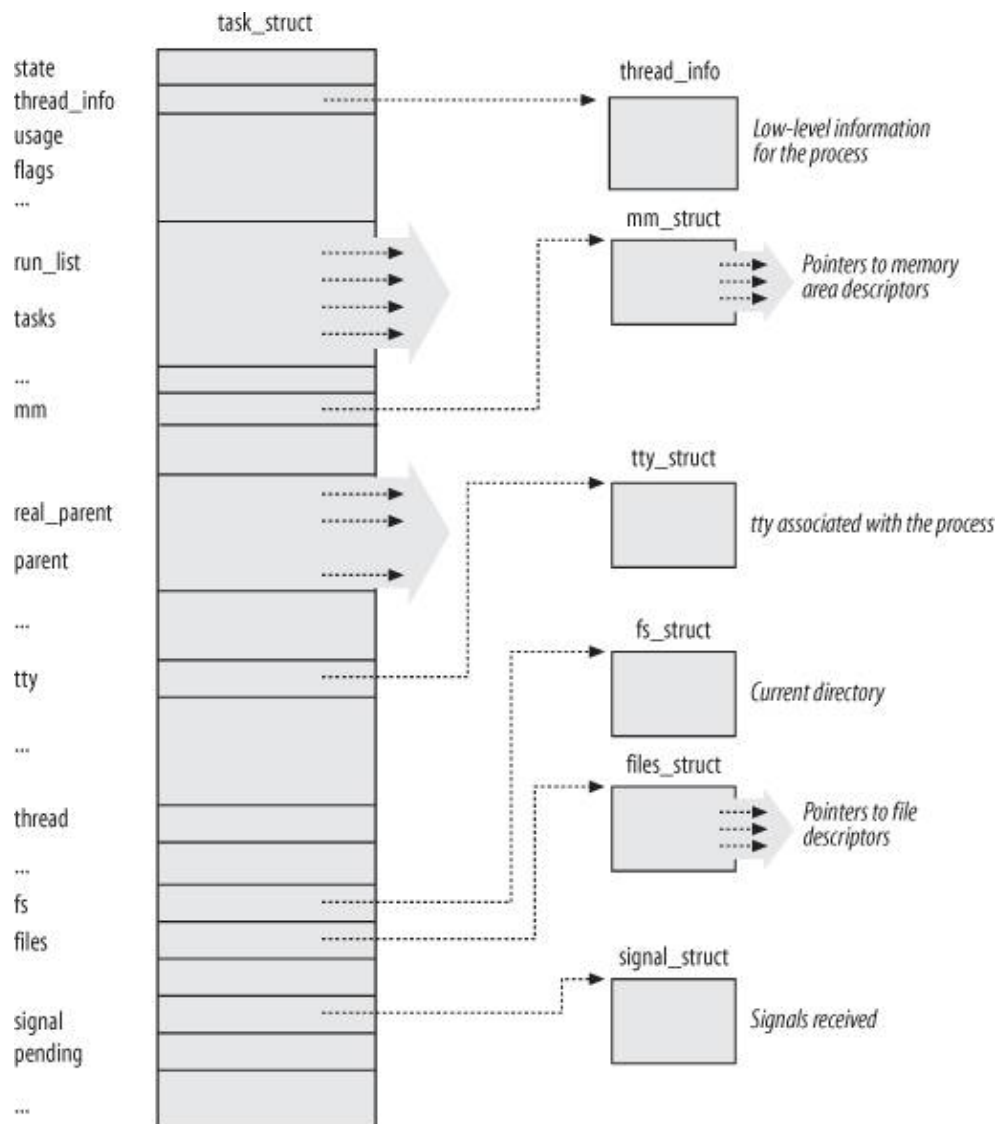 task_struct
state
thread_info
usage
flags
...
run_list
tasks
...
mm
real_parent
parent
...
tty
...
thread
...
fs
files
signal
pending
...
thread_info
Low-level information
for the process
mm_struct
Pointers to memory
area descriptors
tty_struct
tty associated with the process
fs_struct
Current directory
files_struct
Pointers to file
descriptors
signal_struct
Signals received